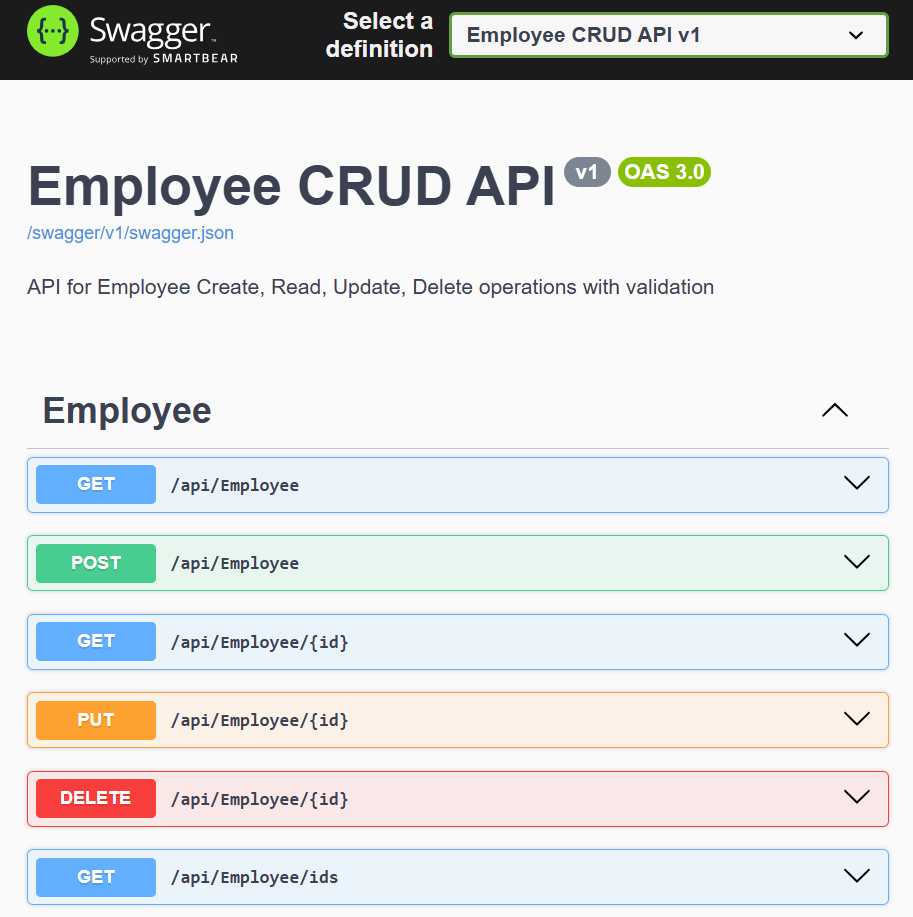 {···} Swagger™
Supported by SMARTBEAR
Select a
definition
Employee CRUD API v1
Employee CRUD API v1 OAS 3.0
/swagger/v1/swagger.json
API for Employee Create, Read, Update, Delete operations with validation
Employee
GET /api/Employee
POST /api/Employee
GET /api/Employee/{id}
PUT /api/Employee/{id}
DELETE /api/Employee/{id}
GET /api/Employee/ids